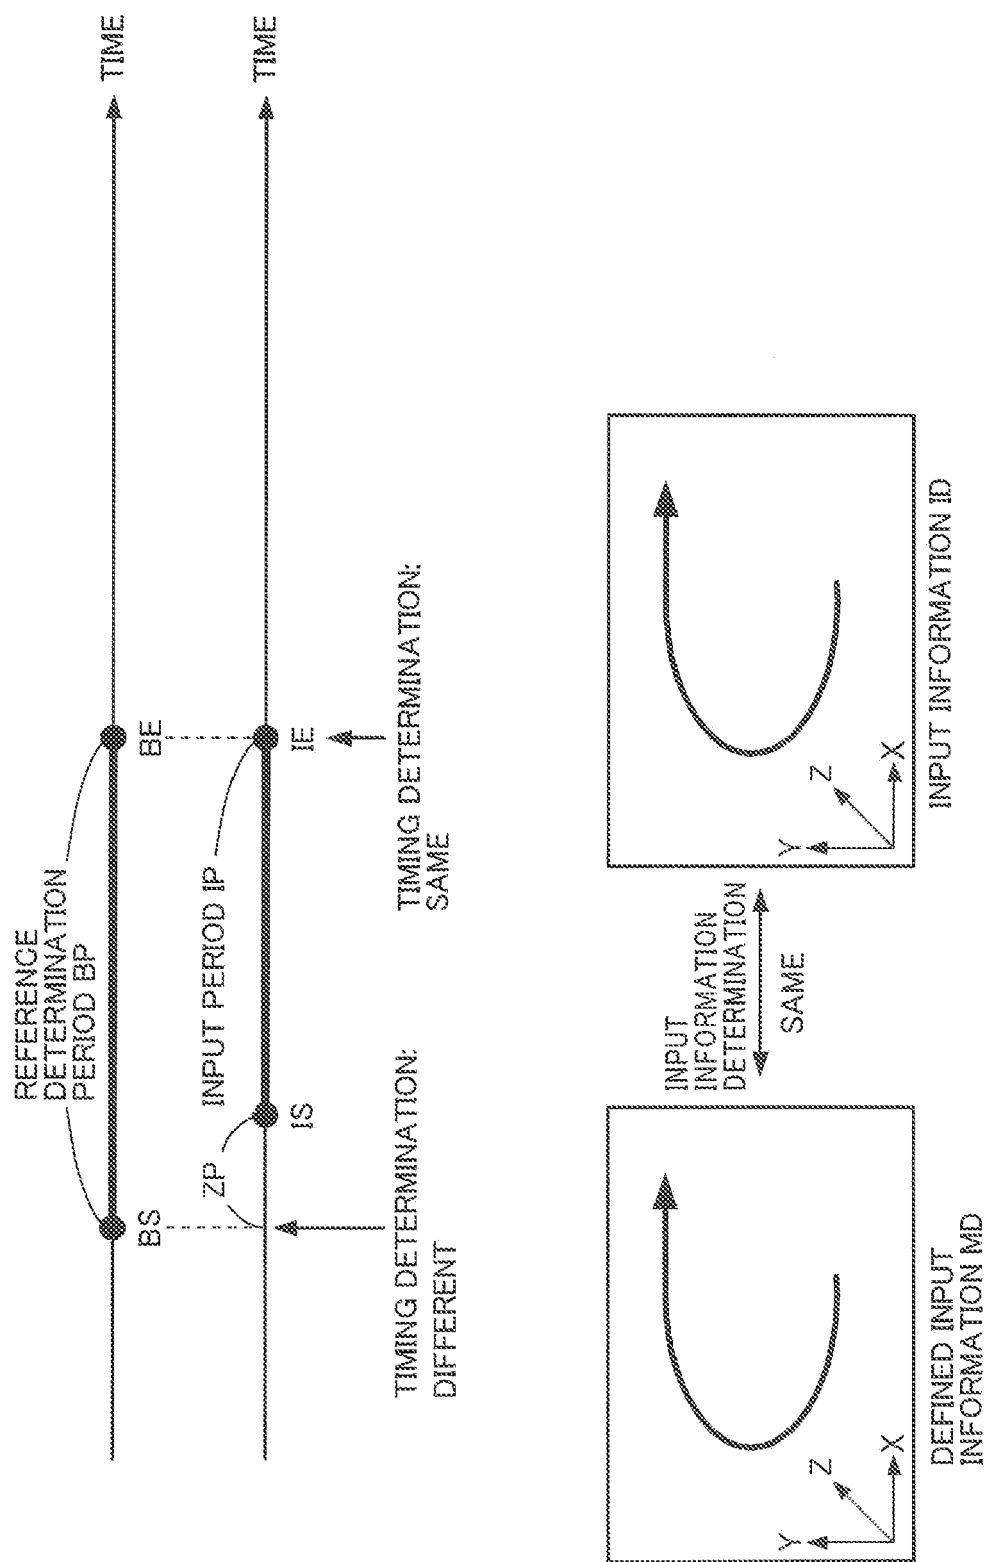 REFERENCE
DETERMINATION
PERIOD BP
TIME
BS
BE
ZP
INPUT PERIOD IP
TIME
IS
IE
TIMING DETERMINATION:
DIFFERENT
TIMING DETERMINATION:
SAME
Y
Z
X
DEFINED INPUT
INFORMATION MD
INPUT
INFORMATION
DETERMINATION
SAME
Y
Z
X
INPUT INFORMATION ID